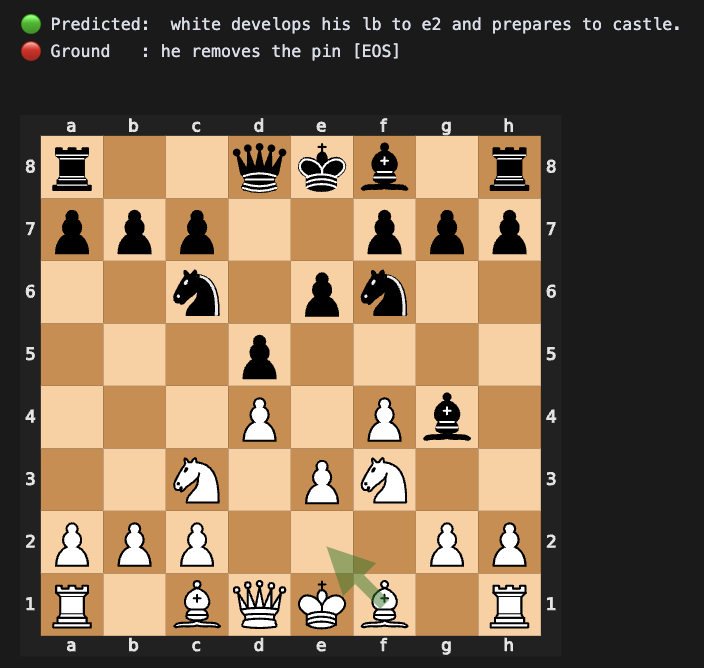 Predicted:  white develops his lb to e2 and prepares to castle.
Ground   : he removes the pin [EOS]
a b c d e f g h
8 8
7 7
6 6
5 5
4 4
3 3
2 2
1 1
a b c d e f g h